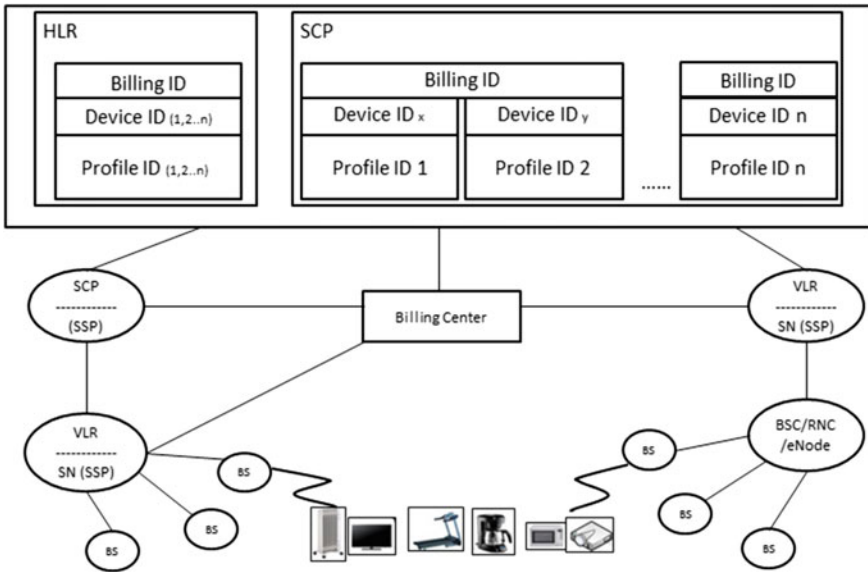 HLR
Billing ID
Device ID (1,2..n)
Profile ID (1,2..n)
SCP
Billing ID
Device ID x
Device ID y
Profile ID 1
Profile ID 2
......
Billing ID
Device ID n
Profile ID n
SCP
------------
(SSP)
Billing Center
VLR
------------
SN (SSP)
VLR
------------
SN (SSP)
BS
BS
BS
BSC/RNC
/eNode
BS
BS
BS